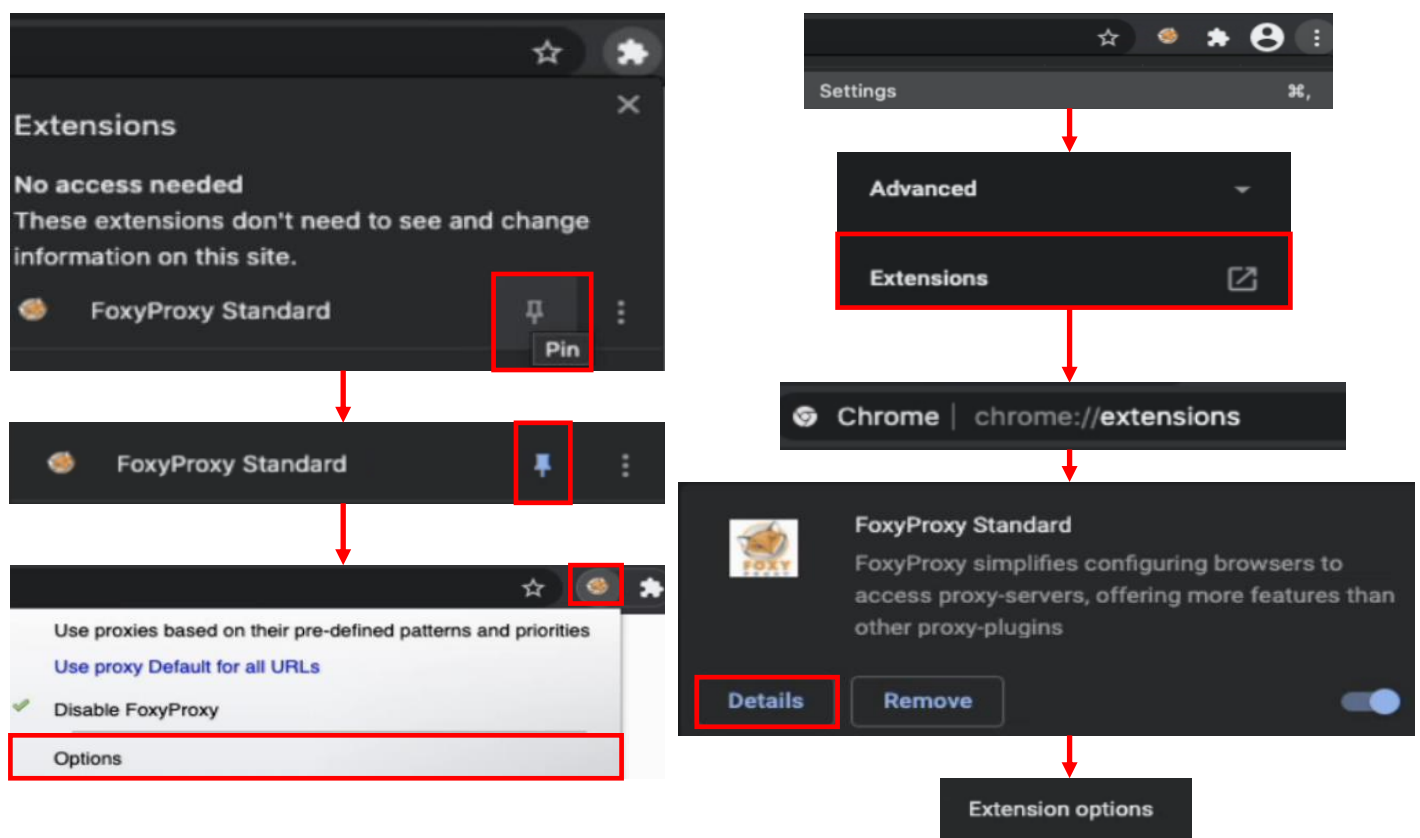 Extensions
No access needed
These extensions don't need to see and change
information on this site.
FoxyProxy Standard
Pin
FoxyProxy Standard
Use proxies based on their pre-defined patterns and priorities
Use proxy Default for all URLs
Disable FoxyProxy
Options
Settings ⌘,
Advanced
Extensions
Chrome | chrome://extensions
FoxyProxy Standard
FOXY
FoxyProxy simplifies configuring browsers to
access proxy-servers, offering more features than
other proxy-plugins
Details Remove
Extension options